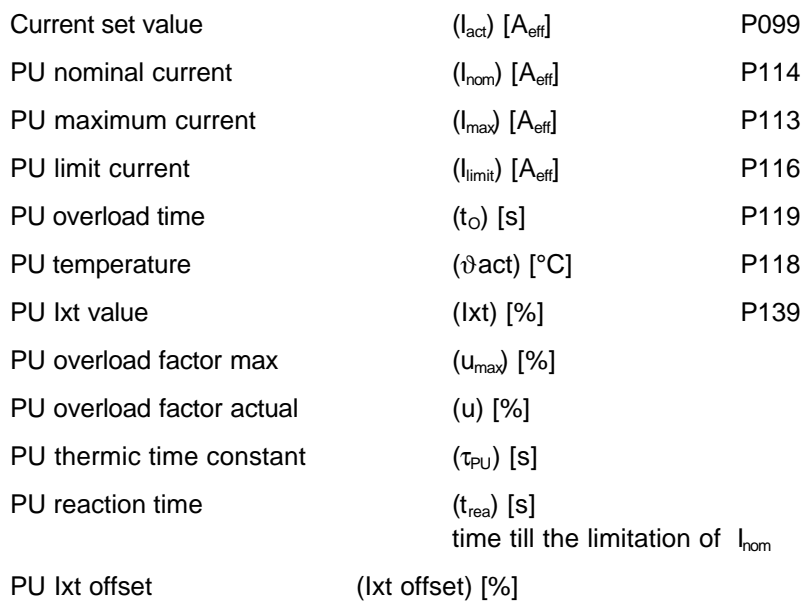 Current set value (Iact) [Aeff] P099
PU nominal current (Inom) [Aeff] P114
PU maximum current (Imax) [Aeff] P113
PU limit current (Ilimit) [Aeff] P116
PU overload time (tO) [s] P119
PU temperature (ϑact) [°C] P118
PU Ixt value (Ixt) [%] P139
PU overload factor max (umax) [%]
PU overload factor actual (u) [%]
PU thermic time constant (τPU) [s]
PU reaction time (trea) [s]
time till the limitation of Inom
PU Ixt offset (Ixt offset) [%]